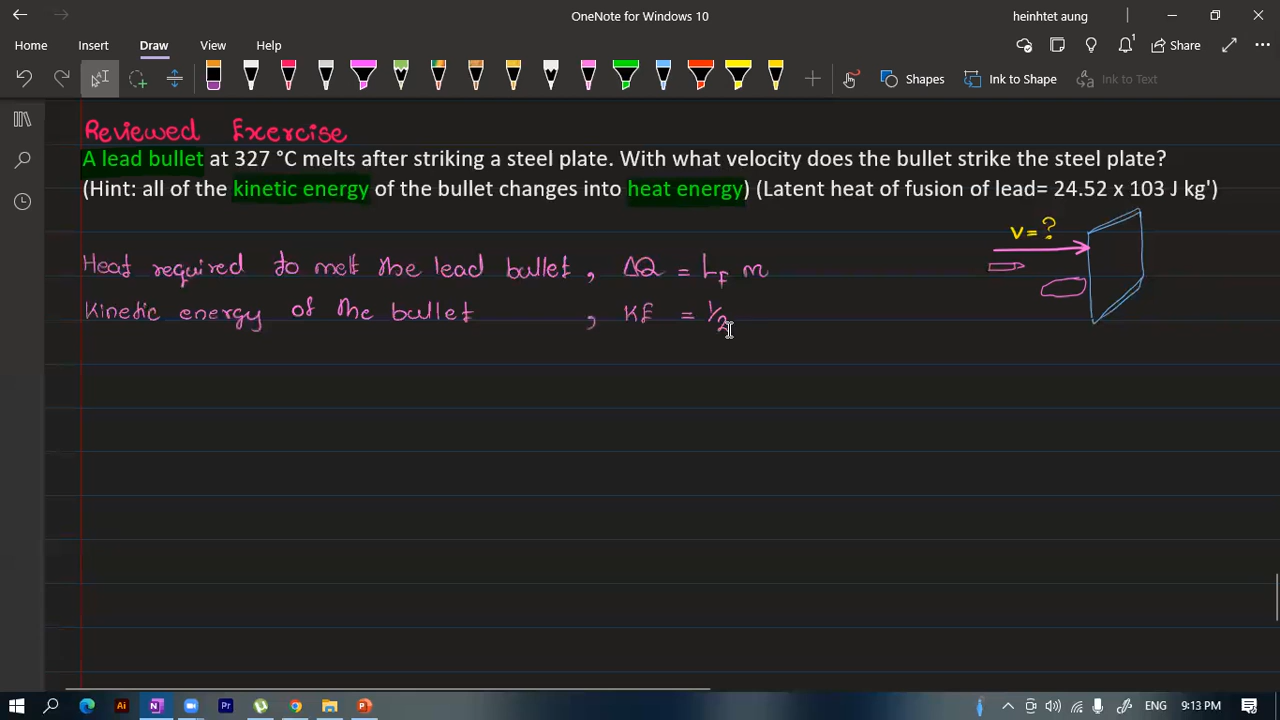 OneNote for Windows 10
heinhtet aung
Home Insert Draw View Help
Share
Shapes Ink to Shape Ink to Text
Reviewed Exercise
A lead bullet at 327 °C melts after striking a steel plate. With what velocity does the bullet strike the steel plate?
(Hint: all of the kinetic energy of the bullet changes into heat energy) (Latent heat of fusion of lead= 24.52 x 103 J kg')
v = ?
Heat required to melt the lead bullet , ΔQ = Lf m
Kinetic energy of the bullet , KE = 1/2
ENG 9:13 PM